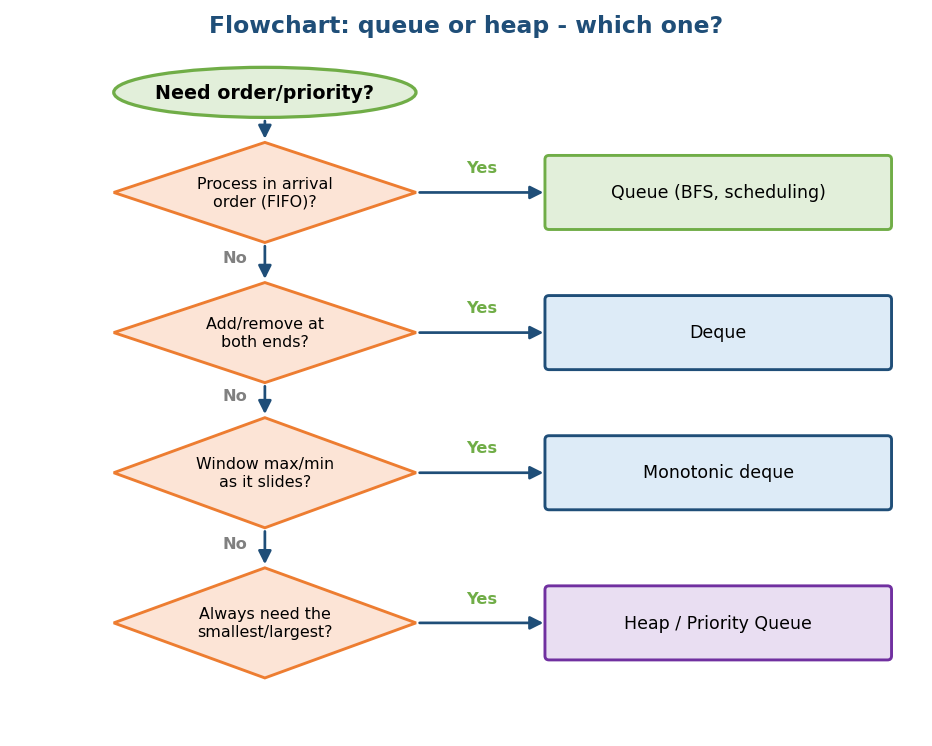 Flowchart: queue or heap - which one?
Need order/priority?
Process in arrival
order (FIFO)?
Yes
Queue (BFS, scheduling)
No
Add/remove at
both ends?
Yes
Deque
No
Window max/min
as it slides?
Yes
Monotonic deque
No
Always need the
smallest/largest?
Yes
Heap / Priority Queue